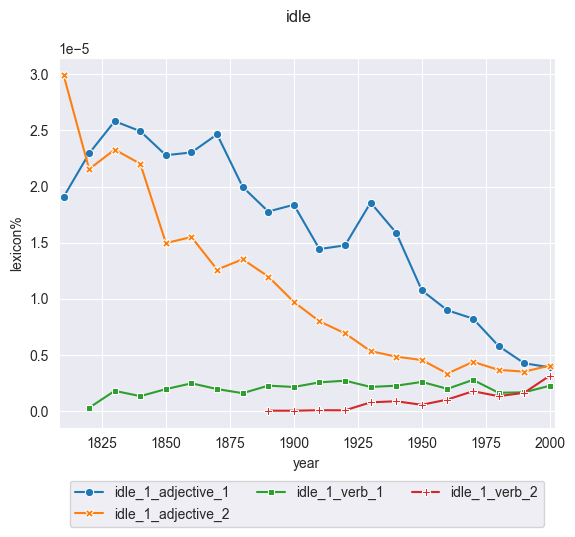 idle
1e−5
3.0
2.5
2.0
1.5
1.0
0.5
0.0
lexicon%
1825 1850 1875 1900 1925 1950 1975 2000
year
idle_1_adjective_1 idle_1_verb_1 idle_1_verb_2
idle_1_adjective_2